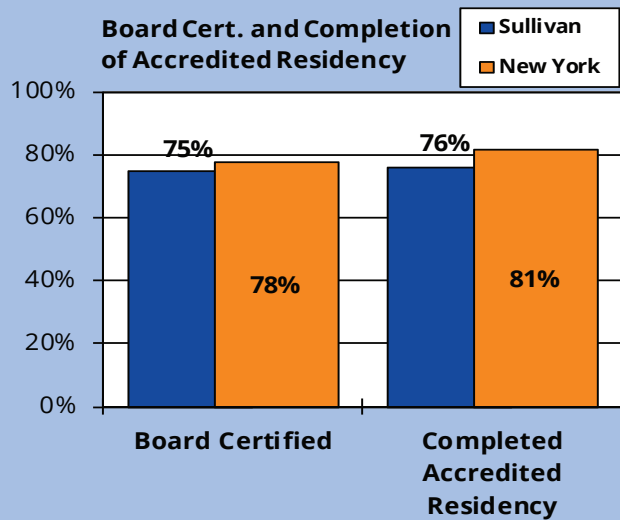 Board Cert. and Completion
of Accredited Residency
Sullivan
New York
100%
80%
60%
40%
20%
0%
75%
78%
76%
81%
Board Certified
Completed
Accredited
Residency